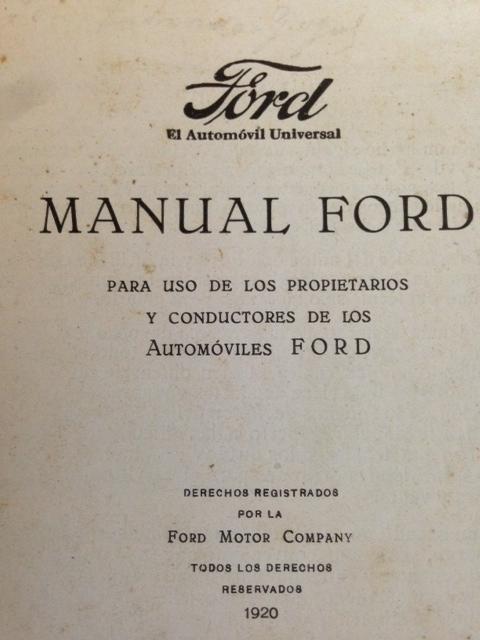 Ford
El Automóvil Universal
MANUAL FORD
PARA USO DE LOS PROPIETARIOS
Y CONDUCTORES DE LOS
AUTOMÓVILES FORD
DERECHOS REGISTRADOS
POR LA
FORD MOTOR COMPANY
TODOS LOS DERECHOS
RESERVADOS
1920